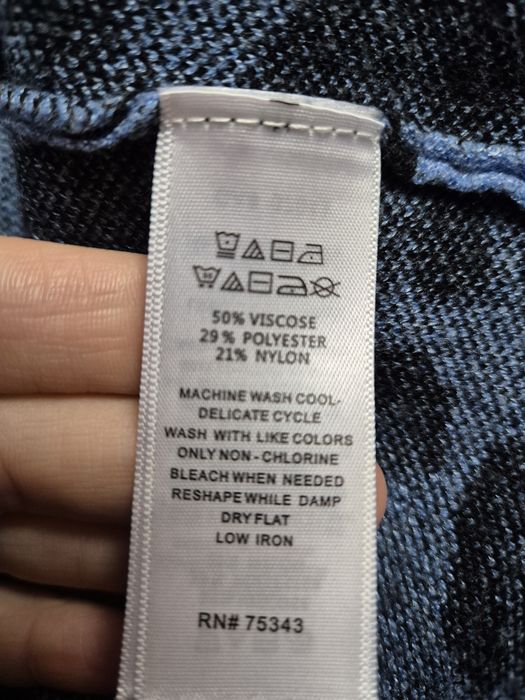 30
50% VISCOSE
29% POLYESTER
21% NYLON
MACHINE WASH COOL-
DELICATE CYCLE
WASH WITH LIKE COLORS
ONLY NON-CHLORINE
BLEACH WHEN NEEDED
RESHAPE WHILE DAMP
DRY FLAT
LOW IRON
RN# 75343